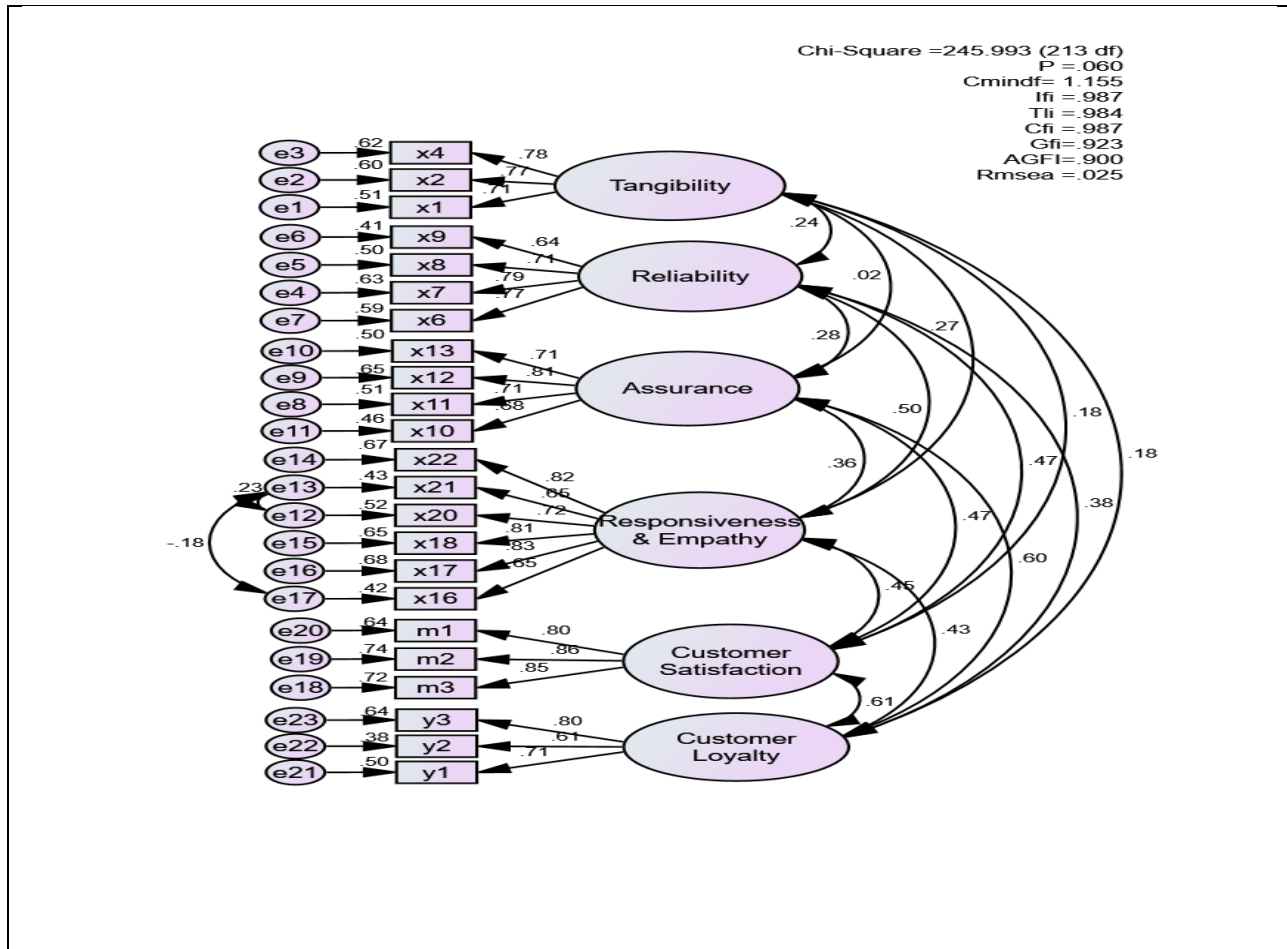 Chi-Square =245.993 (213 df)
P =.060
Cmindf= 1.155
Ifi =.987
Tli =.984
Cfi =.987
Gfi=.923
AGFI=.900
Rmsea =.025
e3 .62 x4 .78
e2 .60 x2 .77
e1 .51 x1 .71
Tangibility
e6 .41 x9 .64
e5 .50 x8 .71
e4 .63 x7 .79
e7 .59 x6 .77
Reliability
e10 .50 x13 .71
e9 .65 x12 .81
e8 .51 x11 .71
e11 .46 x10 .68
Assurance
e14 .67 x22 .82
e13 .43 x21 .65
e12 .52 x20 .72
e15 .65 x18 .81
e16 .68 x17 .83
e17 .42 x16 .65
Responsiveness
& Empathy
.23
-.18
e20 .64 m1 .80
e19 .74 m2 .86
e18 .72 m3 .85
Customer
Satisfaction
e23 .64 y3 .80
e22 .38 y2 .61
e21 .50 y1 .71
Customer
Loyalty
.24
.02
.27
.28
.18
.18
.50
.47
.36
.38
.47
.60
.45
.43
.61